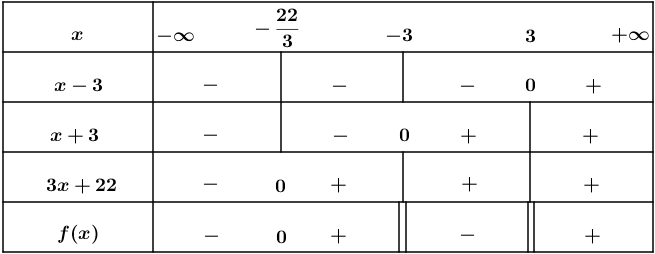 x −∞ −22/3 −3 3 +∞
x − 3 − − − 0 +
x + 3 − − 0 + +
3x + 22 − 0 + + +
f(x) − 0 + − +